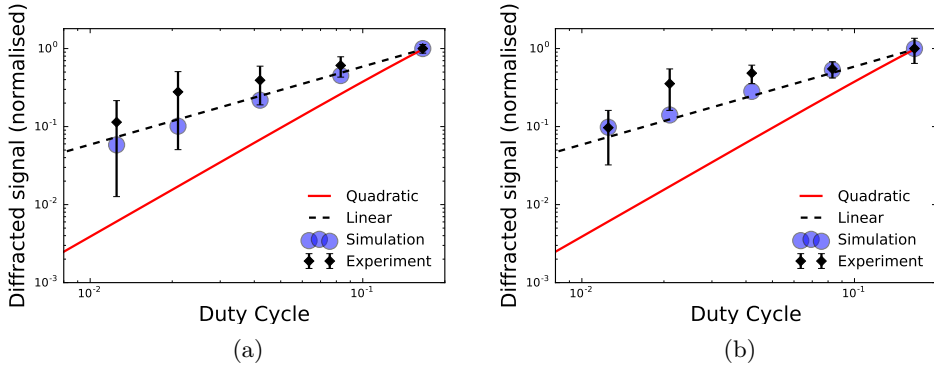 Diffracted signal (normalised)
10⁰
10⁻¹
10⁻²
10⁻³
Quadratic
Linear
Simulation
Experiment
10⁻²
10⁻¹
Duty Cycle
(a)
Diffracted signal (normalised)
10⁰
10⁻¹
10⁻²
10⁻³
Quadratic
Linear
Simulation
Experiment
10⁻²
10⁻¹
Duty Cycle
(b)